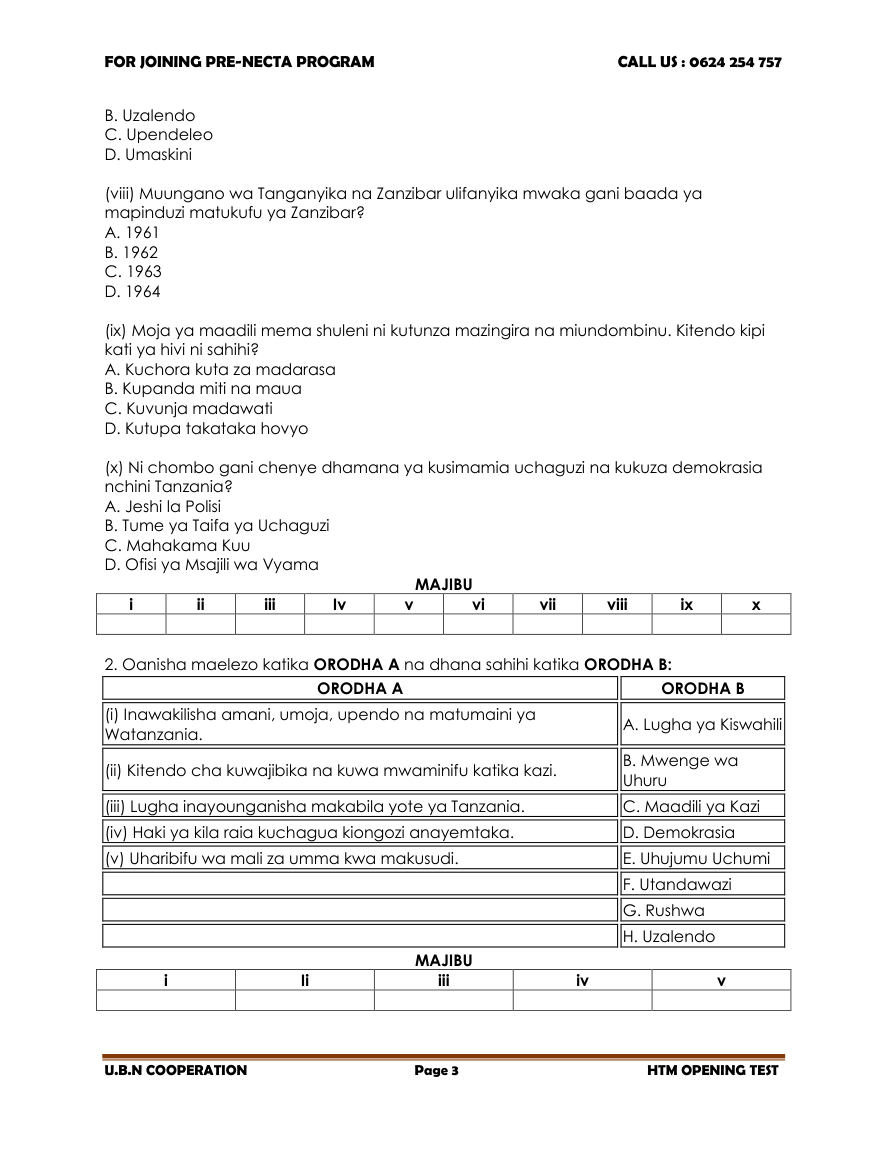 FOR JOINING PRE-NECTA PROGRAM CALL US : 0624 254 757
B. Uzalendo
C. Upendeleo
D. Umaskini
(viii) Muungano wa Tanganyika na Zanzibar ulifanyika mwaka gani baada ya
mapinduzi matukufu ya Zanzibar?
A. 1961
B. 1962
C. 1963
D. 1964
(ix) Moja ya maadili mema shuleni ni kutunza mazingira na miundombinu. Kitendo kipi
kati ya hivi ni sahihi?
A. Kuchora kuta za madarasa
B. Kupanda miti na maua
C. Kuvunja madawati
D. Kutupa takataka hovyo
(x) Ni chombo gani chenye dhamana ya kusimamia uchaguzi na kukuza demokrasia
nchini Tanzania?
A. Jeshi la Polisi
B. Tume ya Taifa ya Uchaguzi
C. Mahakama Kuu
D. Ofisi ya Msajili wa Vyama
MAJIBU
i ii iii Iv v vi vii viii ix x
2. Oanisha maelezo katika ORODHA A na dhana sahihi katika ORODHA B:
ORODHA A ORODHA B
(i) Inawakilisha amani, umoja, upendo na matumaini ya
Watanzania.
A. Lugha ya Kiswahili
(ii) Kitendo cha kuwajibika na kuwa mwaminifu katika kazi.
B. Mwenge wa
Uhuru
(iii) Lugha inayounganisha makabila yote ya Tanzania. C. Maadili ya Kazi
(iv) Haki ya kila raia kuchagua kiongozi anayemtaka. D. Demokrasia
(v) Uharibifu wa mali za umma kwa makusudi. E. Uhujumu Uchumi
F. Utandawazi
G. Rushwa
H. Uzalendo
MAJIBU
i Ii iii iv v
U.B.N COOPERATION Page 3 HTM OPENING TEST